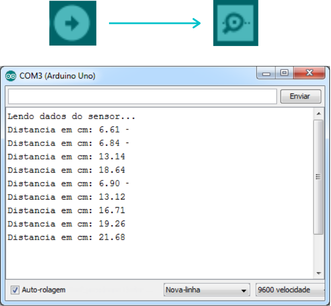 COM3 (Arduino Uno)
Enviar
Lendo dados do sensor...
Distancia em cm: 6.61 -
Distancia em cm: 6.84 -
Distancia em cm: 13.14
Distancia em cm: 18.64
Distancia em cm: 6.90 -
Distancia em cm: 13.12
Distancia em cm: 16.71
Distancia em cm: 19.26
Distancia em cm: 21.68
Auto-rolagem Nova-linha 9600 velocidade